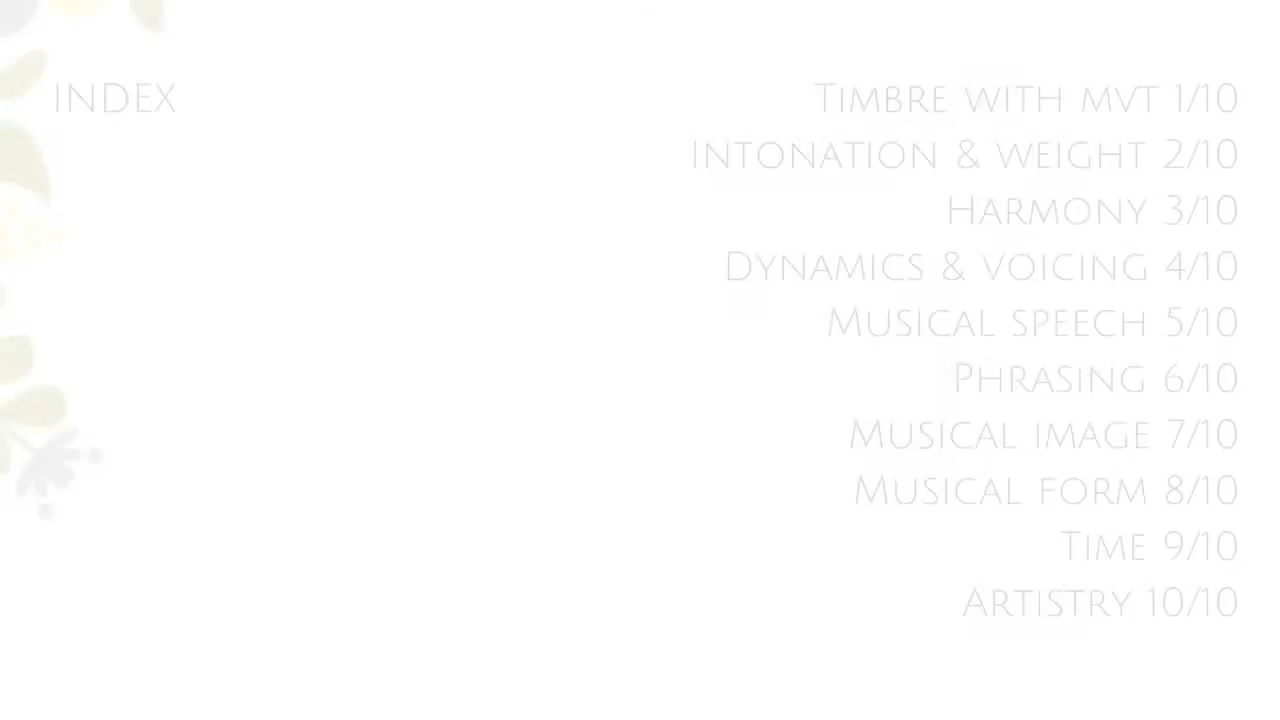 INDEX
Timbre with mvt 1/10
Intonation & weight 2/10
Harmony 3/10
Dynamics & voicing 4/10
Musical speech 5/10
Phrasing 6/10
Musical image 7/10
Musical form 8/10
Time 9/10
Artistry 10/10